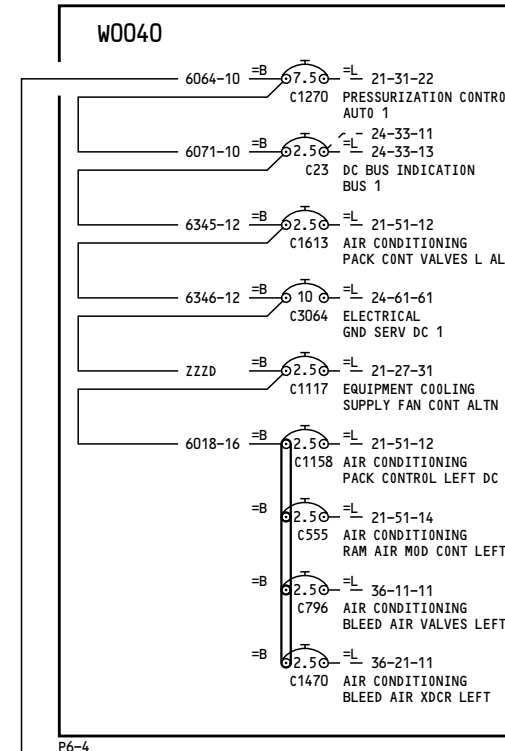 W0040
6064-10 =B 7.5 =L 21-31-22
C1270 PRESSURIZATION CONTRO
AUTO 1
24-33-11
6071-10 =B 2.5 =L 24-33-13
C23 DC BUS INDICATION
BUS 1
6345-12 =B 2.5 =L 21-51-12
C1613 AIR CONDITIONING
PACK CONT VALVES L AL
6346-12 =B 10 =L 24-61-61
C3064 ELECTRICAL
GND SERV DC 1
ZZZD =B 2.5 =L 21-27-31
C1117 EQUIPMENT COOLING
SUPPLY FAN CONT ALTN
6018-16 =B 2.5 =L 21-51-12
C1158 AIR CONDITIONING
PACK CONTROL LEFT DC
=B 2.5 =L 21-51-14
C555 AIR CONDITIONING
RAM AIR MOD CONT LEFT
=B 2.5 =L 36-11-11
C796 AIR CONDITIONING
BLEED AIR VALVES LEFT
=B 2.5 =L 36-21-11
C1470 AIR CONDITIONING
BLEED AIR XDCR LEFT
P6-4